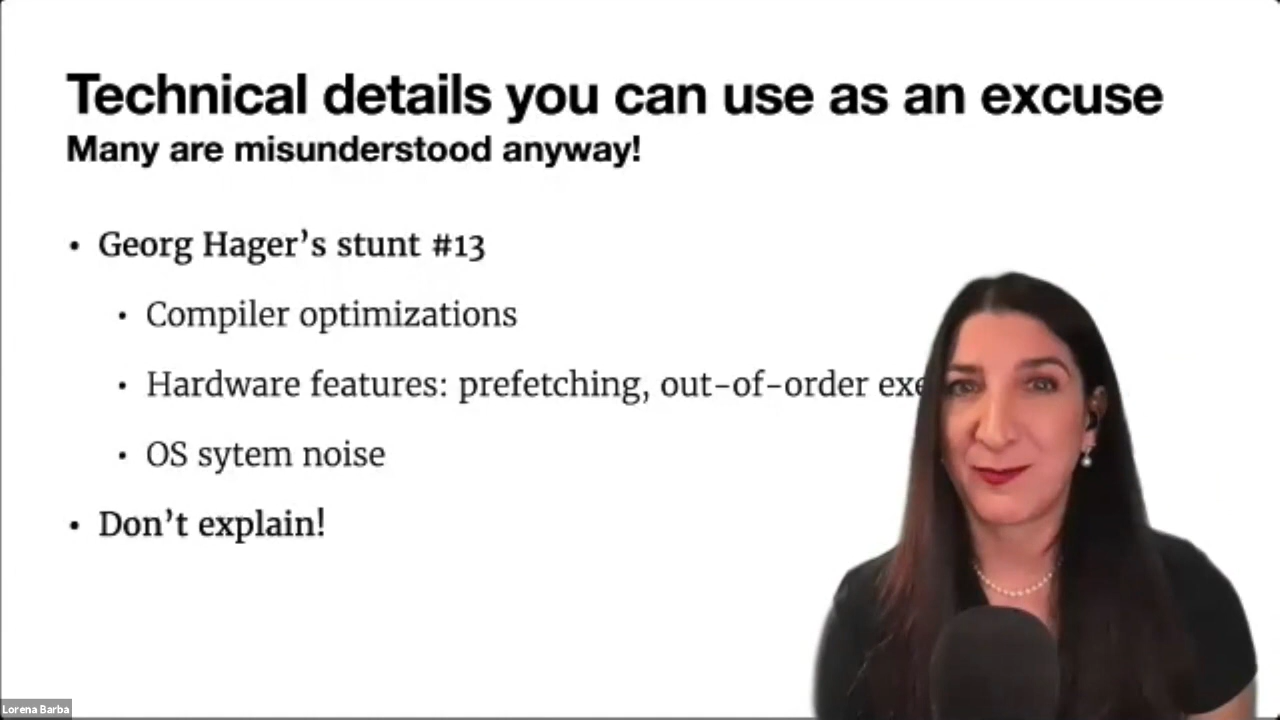 Technical details you can use as an excuse
Many are misunderstood anyway!
• Georg Hager’s stunt #13
• Compiler optimizations
• Hardware features: prefetching, out-of-order
• OS sytem noise
• Don’t explain!
Lorena Barba